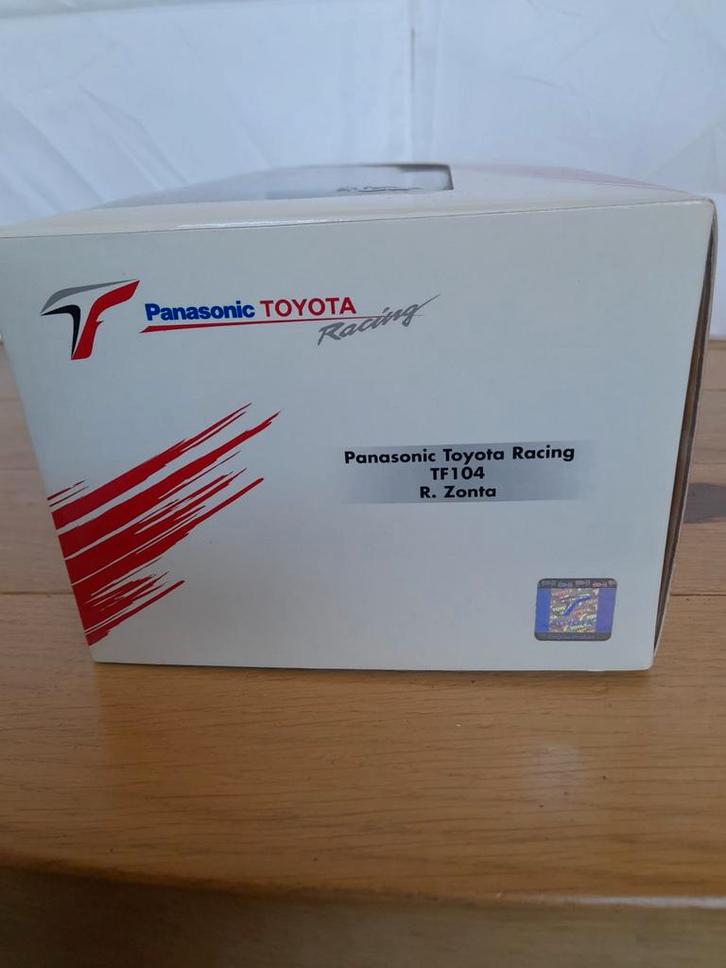 Panasonic TOYOTA
Racing
Panasonic Toyota Racing
TF104
R. Zonta